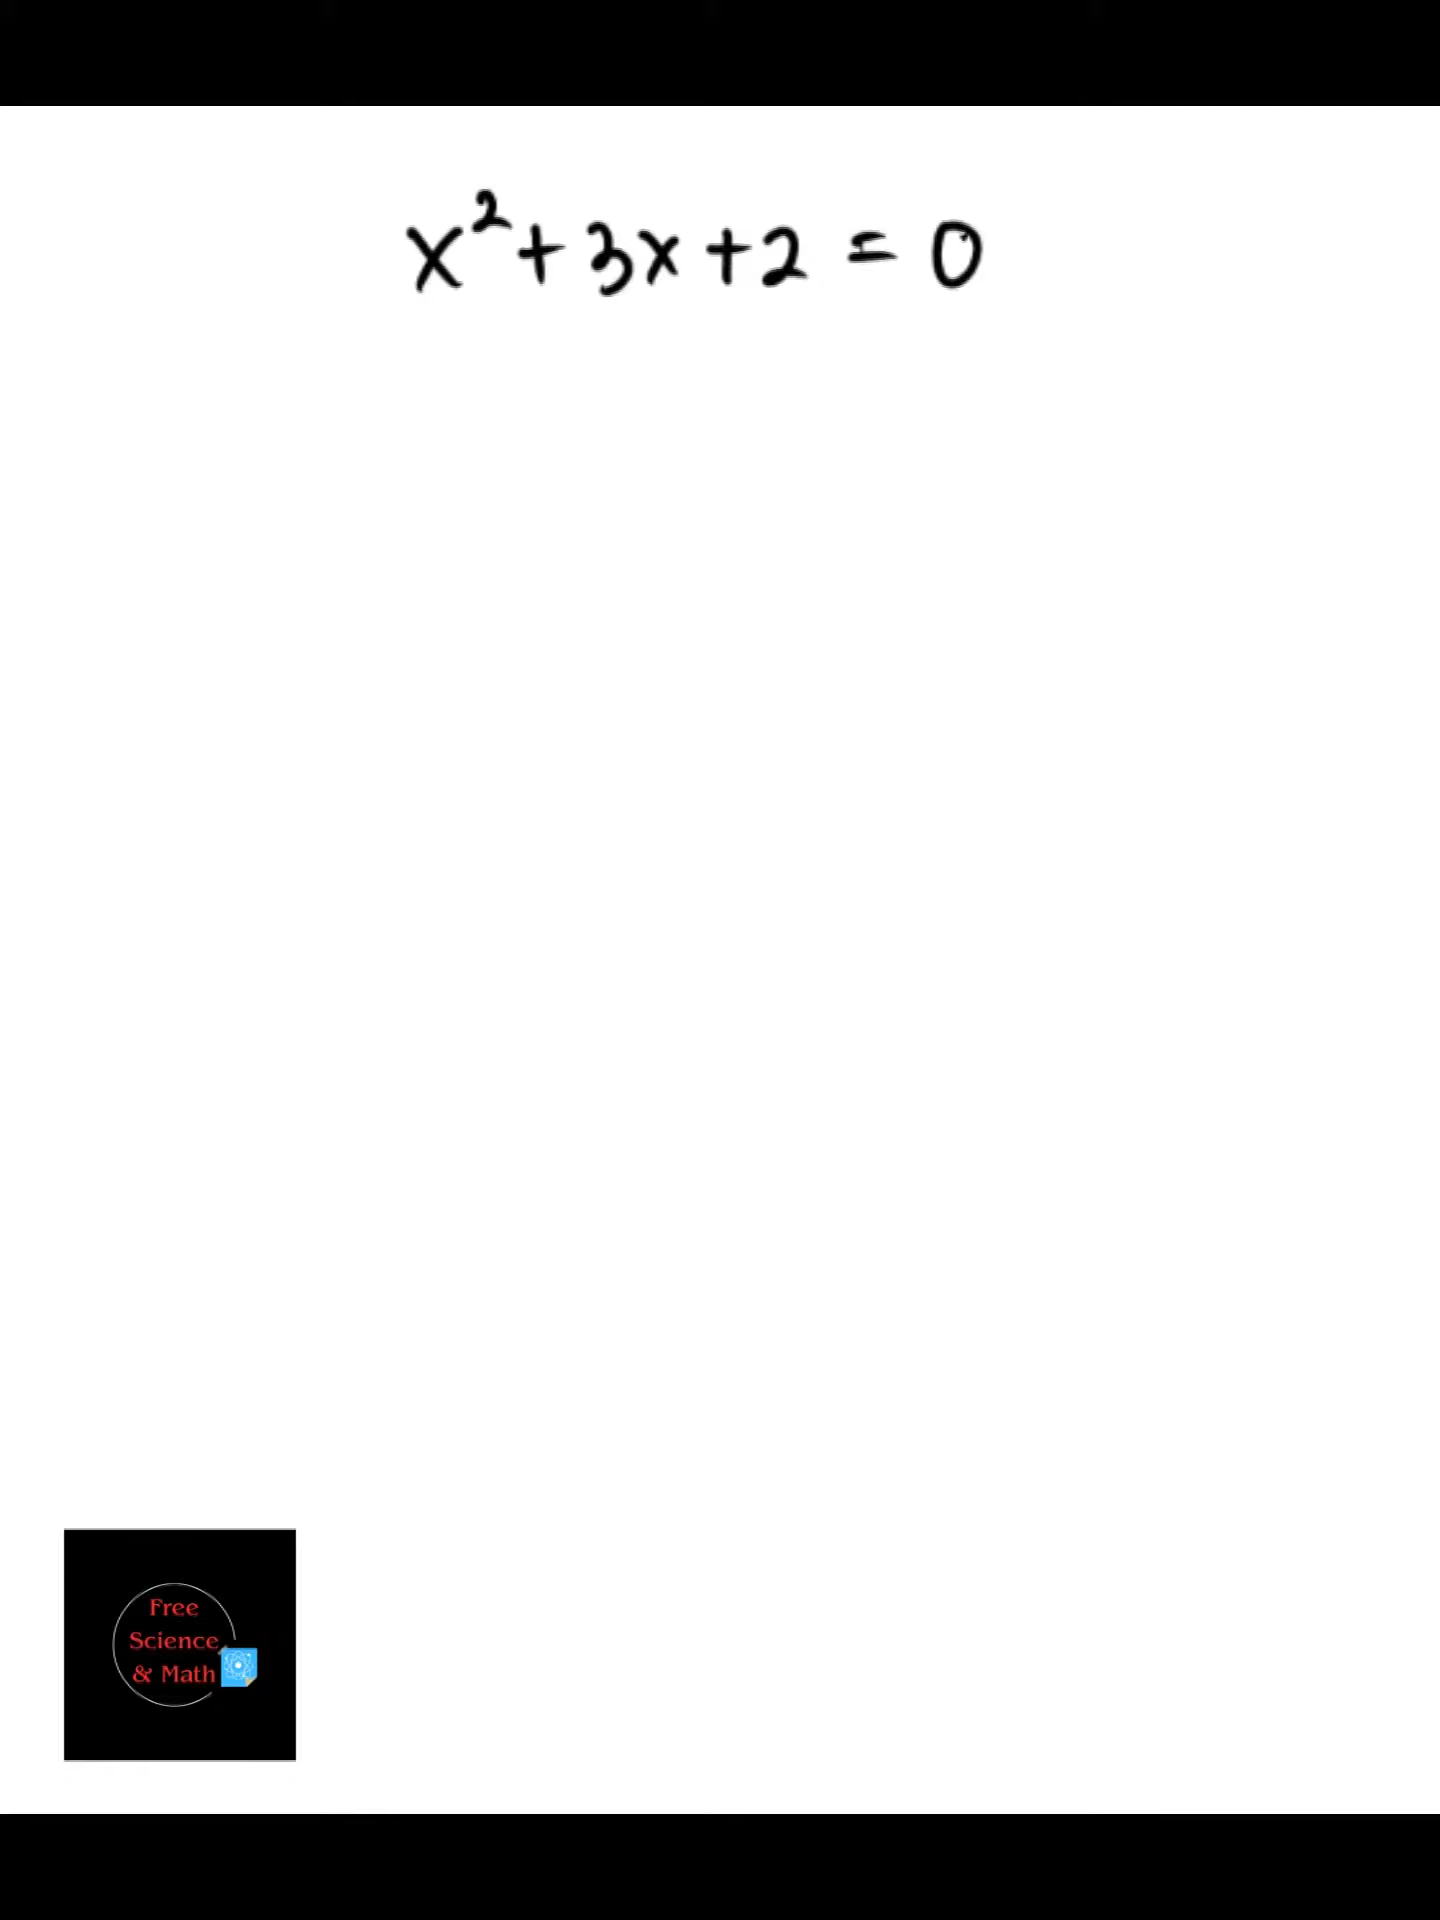 x²+3x+2 = 0
Free
Science
& Math